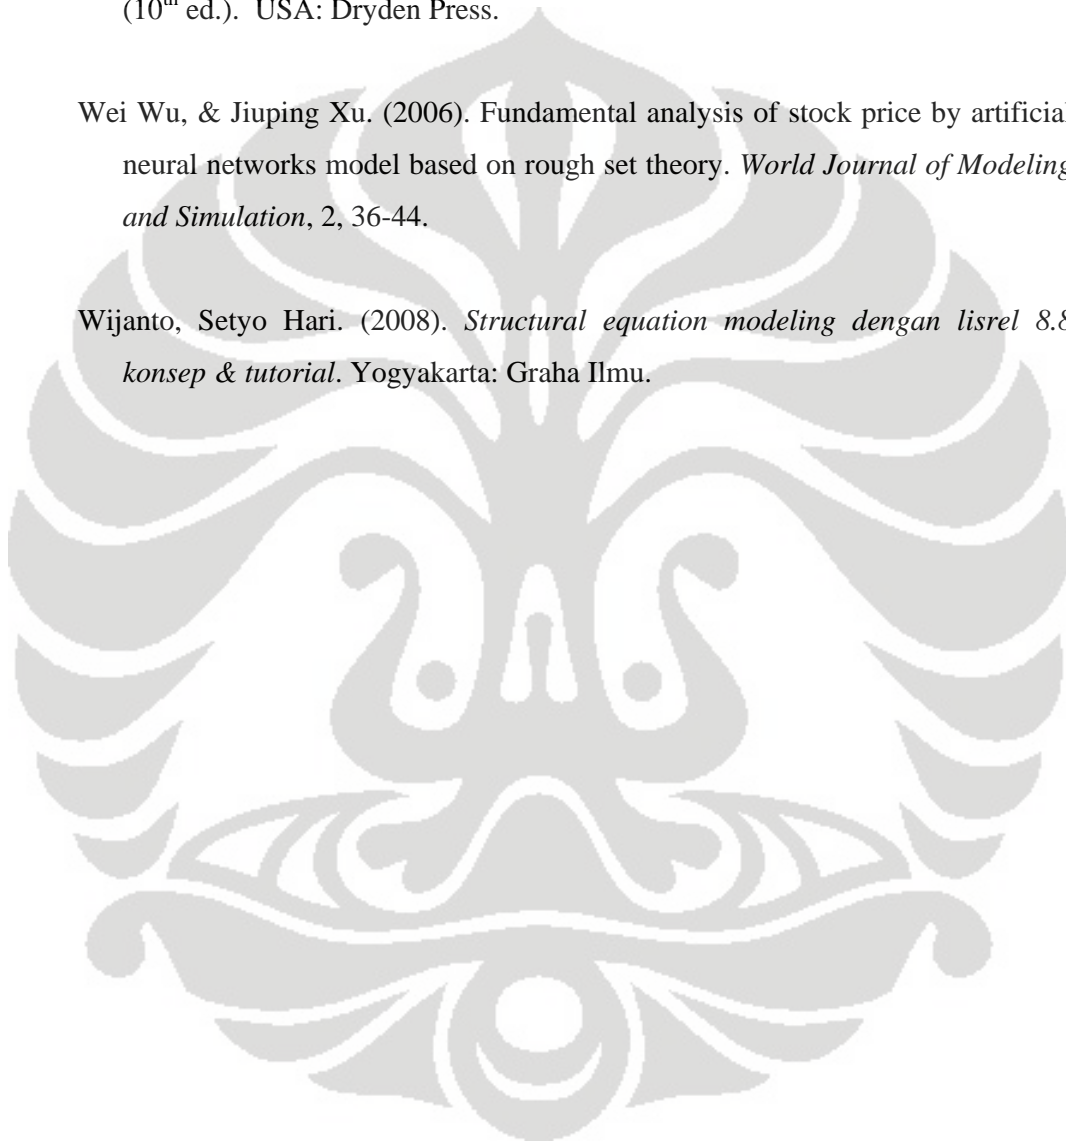 (10th ed.). USA: Dryden Press.
Wei Wu, & Jiuping Xu. (2006). Fundamental analysis of stock price by artificial
neural networks model based on rough set theory. World Journal of Modeling
and Simulation, 2, 36-44.
Wijanto, Setyo Hari. (2008). Structural equation modeling dengan lisrel 8.8
konsep & tutorial. Yogyakarta: Graha Ilmu.